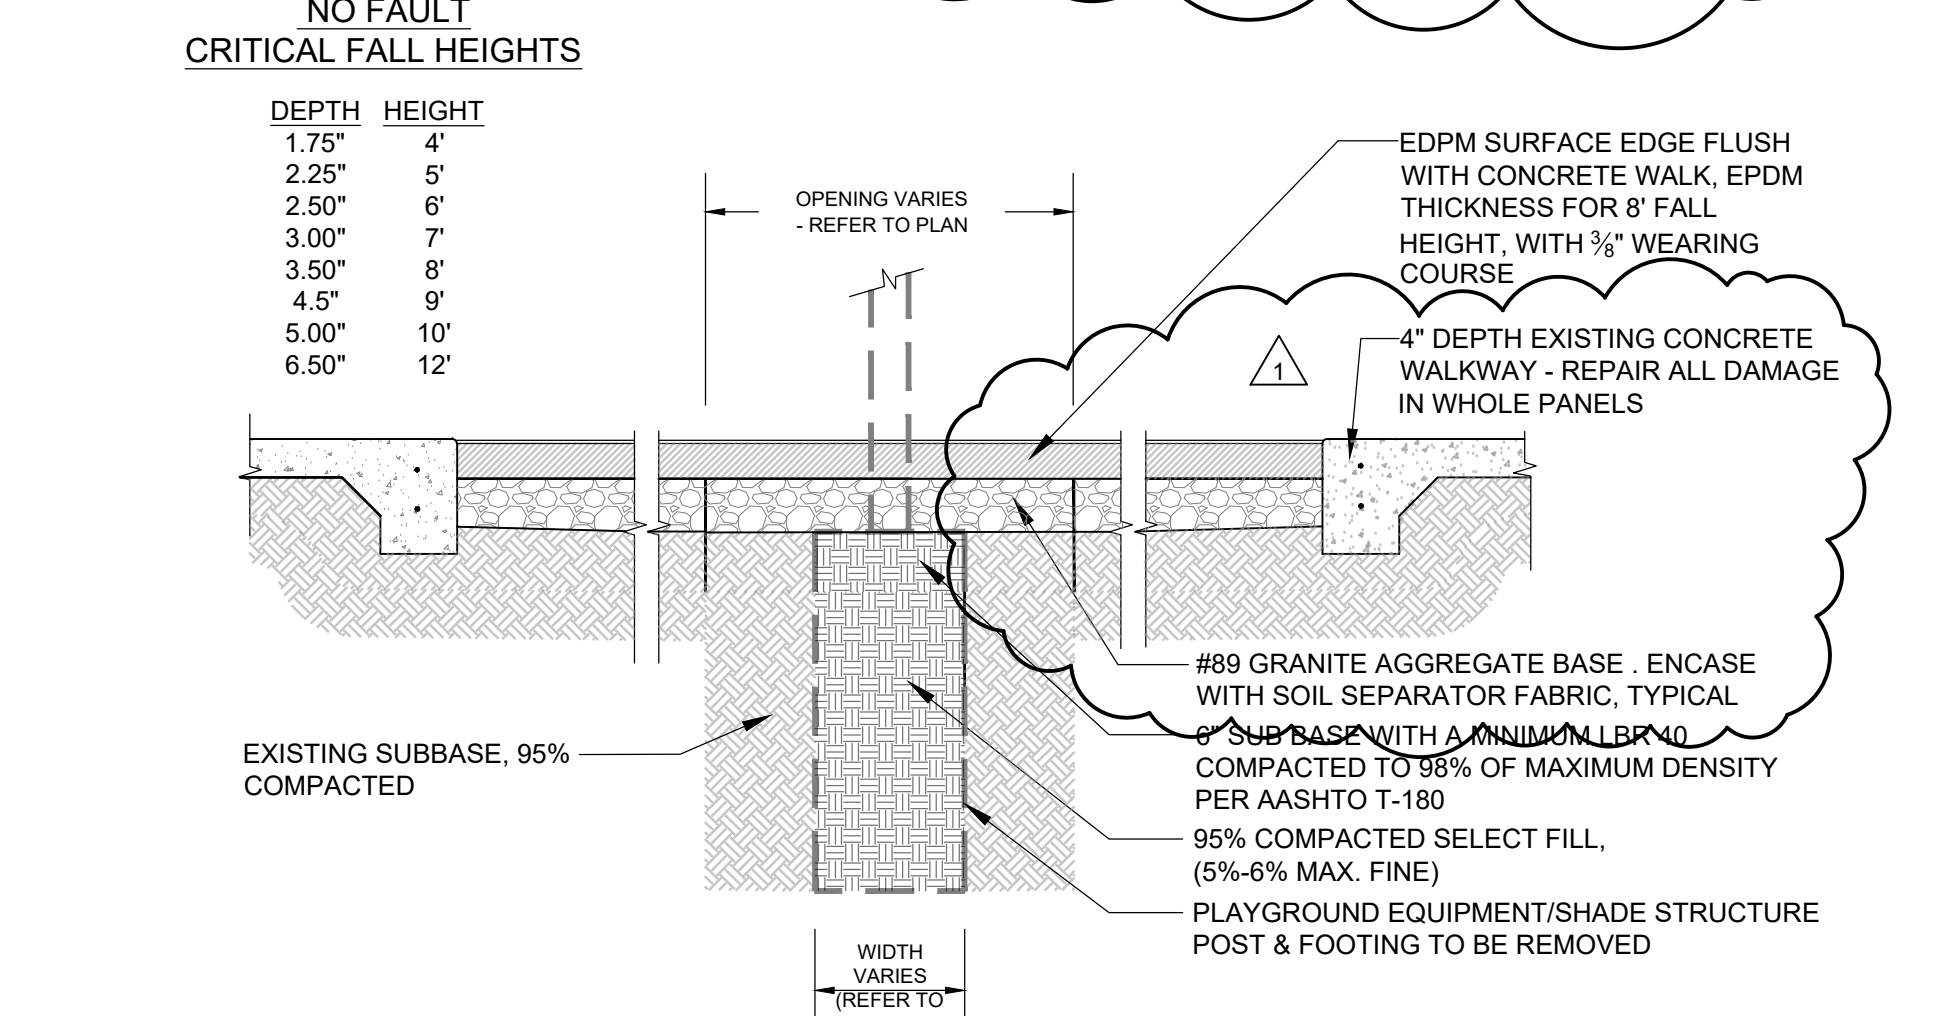 NO FAULT
CRITICAL FALL HEIGHTS
DEPTH HEIGHT
1.75" 4'
2.25" 5'
2.50" 6'
3.00" 7'
3.50" 8'
4.5" 9'
5.00" 10'
6.50" 12'
OPENING VARIES
- REFER TO PLAN
EDPM SURFACE EDGE FLUSH
WITH CONCRETE WALK, EPDM
THICKNESS FOR 8' FALL
HEIGHT, WITH 3/8" WEARING
COURSE
1
4" DEPTH EXISTING CONCRETE
WALKWAY - REPAIR ALL DAMAGE
IN WHOLE PANELS
#89 GRANITE AGGREGATE BASE . ENCASE
WITH SOIL SEPARATOR FABRIC, TYPICAL
6" SUB BASE WITH A MINIMUM LBR 40
COMPACTED TO 98% OF MAXIMUM DENSITY
PER AASHTO T-180
EXISTING SUBBASE, 95%
COMPACTED
95% COMPACTED SELECT FILL,
(5%-6% MAX. FINE)
PLAYGROUND EQUIPMENT/SHADE STRUCTURE
POST & FOOTING TO BE REMOVED
WIDTH
VARIES
(REFER TO